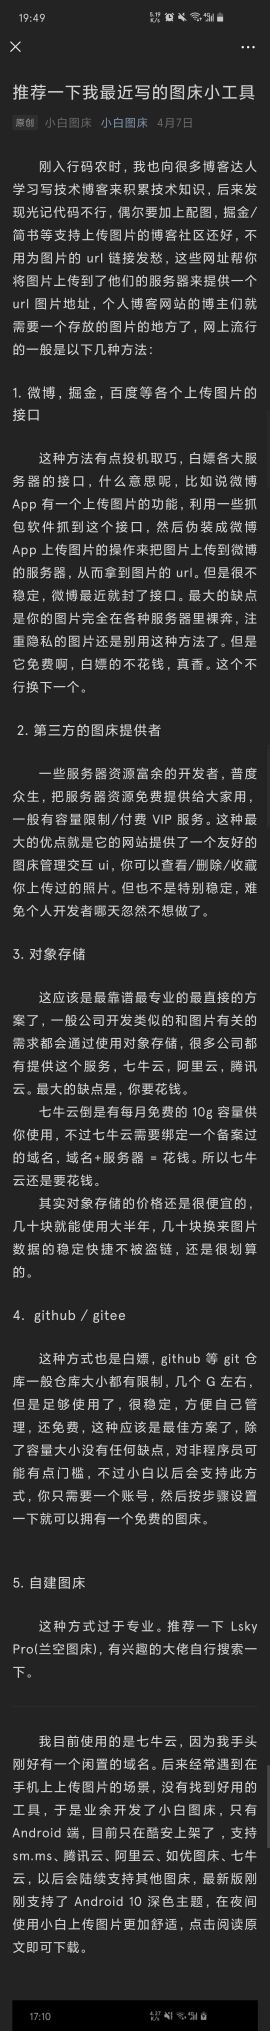 19:49
推荐一下我最近写的图床小工具
原创 小白图床 小白图床 4月7日
刚入行码农时，我也向很多博客达人
学习写技术博客来积累技术知识，后来发
现光记代码不行，偶尔要加上配图，掘金/
简书等支持上传图片的博客社区还好，不
用为图片的 url 链接发愁，这些网址帮你
将图片上传到了他们的服务器来提供一个
url 图片地址，个人博客网站的博主们就
需要一个存放的图片的地方了，网上流行
的一般是以下几种方法：
1. 微博，掘金，百度等各个上传图片的
接口
这种方法有点投机取巧，白嫖各大服
务器的接口，什么意思呢，比如说微博
App 有一个上传图片的功能，利用一些抓
包软件抓到这个接口，然后伪装成微博
App 上传图片的操作来把图片上传到微博
的服务器，从而拿到图片的 url。但是很不
稳定，微博最近就封了接口。最大的缺点
是你的图片完全在各种服务器里裸奔，注
重隐私的图片还是别用这种方法了。但是
它免费啊，白嫖的不花钱，真香。这个不
行换下一个。
2. 第三方的图床提供者
一些服务器资源富余的开发者，普度
众生，把服务器资源免费提供给大家用，
一般有容量限制/付费 VIP 服务。这种最
大的优点就是它的网站提供了一个友好的
图床管理交互 ui，你可以查看/删除/收藏
你上传过的照片。但也不是特别稳定，难
免个人开发者哪天忽然不想做了。
3. 对象存储
这应该是最靠谱最专业的最直接的方
案了，一般公司开发类似的和图片有关的
需求都会通过使用对象存储，很多公司都
有提供这个服务，七牛云，阿里云，腾讯
云。最大的缺点是，你要花钱。
七牛云倒是有每月免费的 10g 容量供
你使用，不过七牛云需要绑定一个备案过
的域名，域名+服务器 = 花钱。所以七牛
云还是要花钱。
其实对象存储的价格还是很便宜的，
几十块就能使用大半年，几十块换来图片
数据的稳定快捷不被盗链，还是很划算
的。
4. github / gitee
这种方式也是白嫖，github 等 git 仓
库一般仓库大小都有限制，几个 G 左右，
但是足够使用了，很稳定，方便自己管
理，还免费，这种应该是最佳方案了，除
了容量大小没有任何缺点，对非程序员可
能有点门槛，不过小白以后会支持此方
式，你只需要一个账号，然后按步骤设置
一下就可以拥有一个免费的图床。
5. 自建图床
这种方式过于专业。推荐一下 Lsky
Pro(兰空图床)，有兴趣的大佬自行搜索一
下。
我目前使用的是七牛云，因为我手头
刚好有一个闲置的域名。后来经常遇到在
手机上上传图片的场景，没有找到好用的
工具，于是业余开发了小白图床，只有
Android 端，目前只在酷安上架了 ，支持
sm.ms、腾讯云、阿里云、如优图床、七牛
云，以后会陆续支持其他图床，最新版刚
刚支持了 Android 10 深色主题，在夜间
使用小白上传图片更加舒适，点击阅读原
文即可下载。
17:10